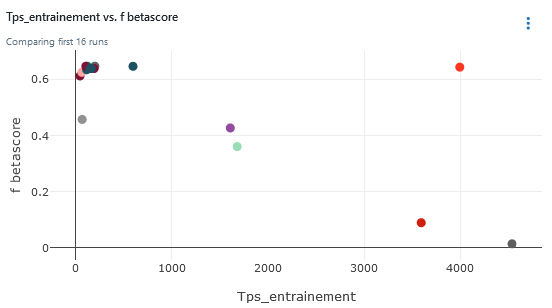 Tps_entrainement vs. f betascore
Comparing first 16 runs
f betascore
0.6
0.4
0.2
0
0
1000
2000
3000
4000
Tps_entrainement